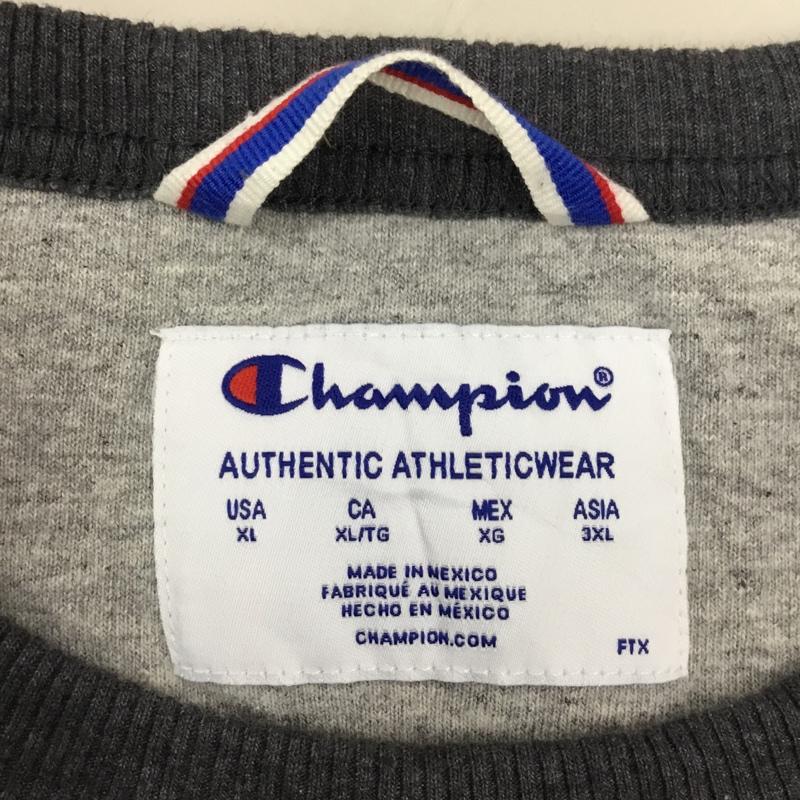 Champion®
AUTHENTIC ATHLETICWEAR
USA CA MEX ASIA
XL XL/TG XG 3XL
MADE IN MEXICO
FABRIQUÉ AU MEXIQUE
HECHO EN MÉXICO
CHAMPION.COM
FTX